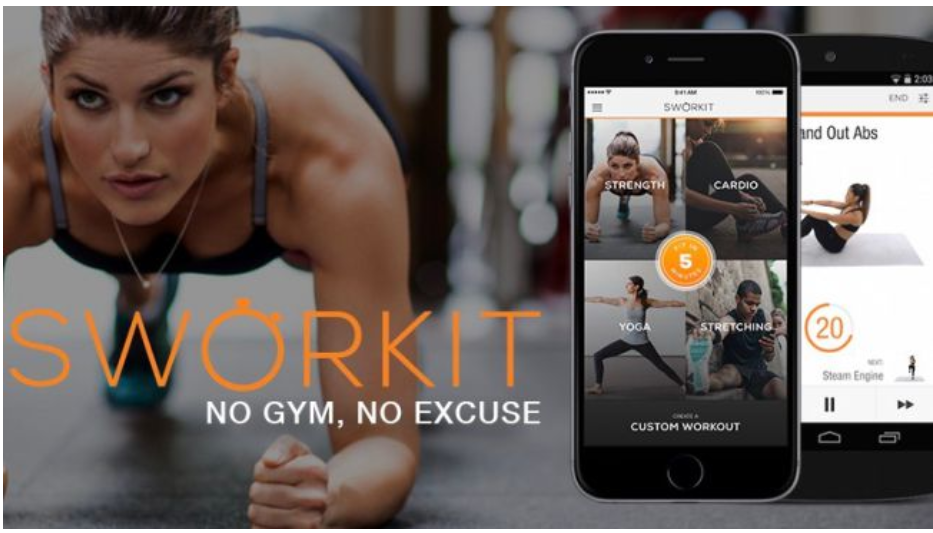 SWORKIT
NO GYM, NO EXCUSE
9:41 AM
100%
SWORKIT
STRENGTH
CARDIO
FIT IN
5
MINUTES
YOGA
STRETCHING
CREATE A
CUSTOM WORKOUT
2:03
END
and Out Abs
20
NEXT:
Steam Engine